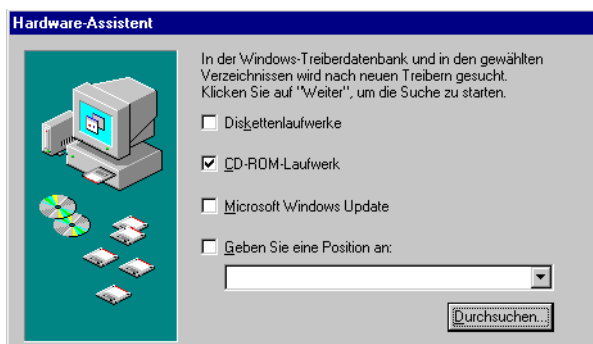 Hardware-Assistent
In der Windows-Treiberdatenbank und in den gewählten
Verzeichnissen wird nach neuen Treibern gesucht.
Klicken Sie auf "Weiter", um die Suche zu starten.
Diskettenlaufwerke
CD-ROM-Laufwerk
Microsoft Windows Update
Geben Sie eine Position an:
Durchsuchen...